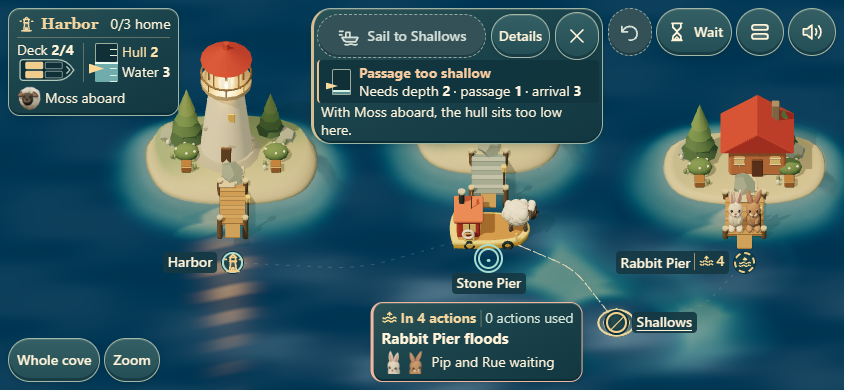 Harbor 0/3 home
Deck 2/4
Hull 2
Water 3
Moss aboard
Sail to Shallows
Details
Passage too shallow
Needs depth 2 · passage 1 · arrival 3
With Moss aboard, the hull sits too low
here.
Wait
Harbor
Stone Pier
Rabbit Pier 4
Shallows
In 4 actions 0 actions used
Rabbit Pier floods
Pip and Rue waiting
Whole cove
Zoom